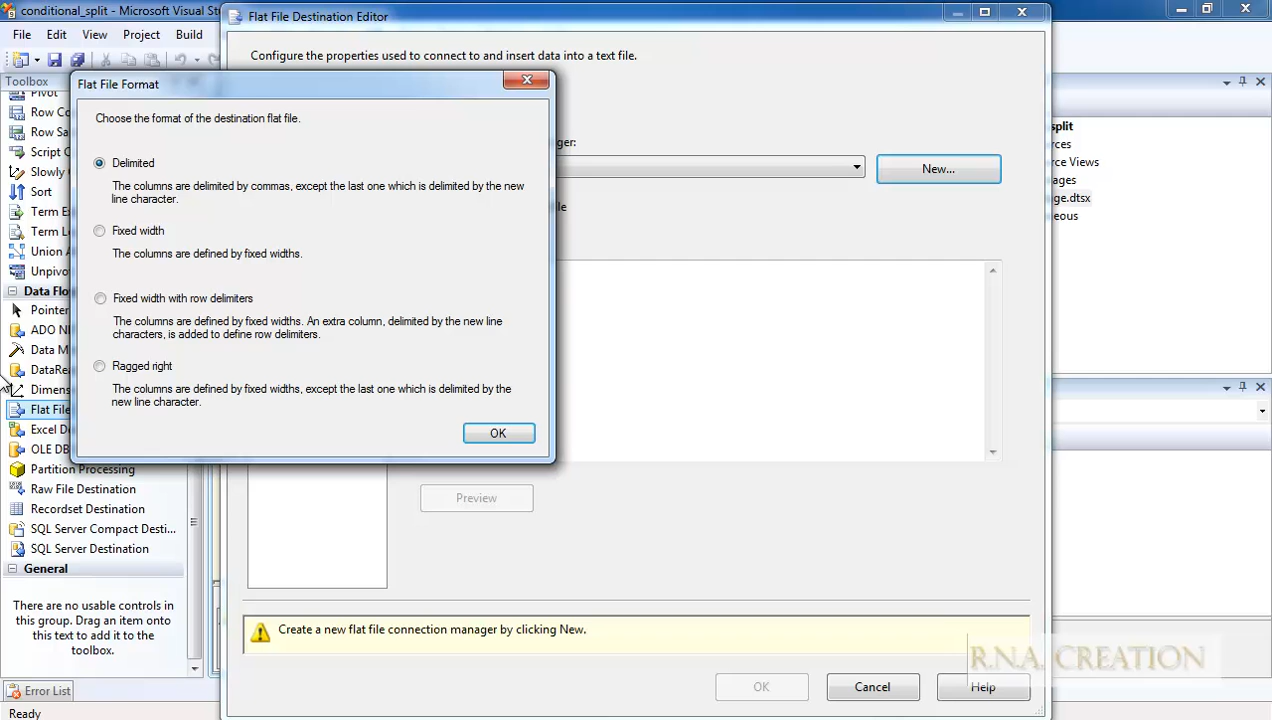 conditional_split - Microsoft Visual Stu
File Edit View Project Build
Toolbox
Pivot
Row Co
Row Sa
Script C
Slowly C
Sort
Term Ex
Term Lo
Union A
Unpivo
Data Flo
Pointer
ADO NE
Data M
DataRea
Dimens
Flat File
Excel De
OLE DB
Partition Processing
Raw File Destination
Recordset Destination
SQL Server Compact Desti...
SQL Server Destination
General
There are no usable controls in
this group. Drag an item onto
this text to add it to the
toolbox.
Error List
Ready
Flat File Destination Editor
Configure the properties used to connect to and insert data into a text file.
ger:
New...
le
Preview
Create a new flat file connection manager by clicking New.
OK Cancel Help
Flat File Format
Choose the format of the destination flat file.
Delimited
The columns are delimited by commas, except the last one which is delimited by the new
line character.
Fixed width
The columns are defined by fixed widths.
Fixed width with row delimiters
The columns are defined by fixed widths. An extra column, delimited by the new line
characters, is added to define row delimiters.
Ragged right
The columns are defined by fixed widths, except the last one which is delimited by the
new line character.
OK
split
rces
rce Views
ages
ge.dtsx
eous
R.N.A. CREATION